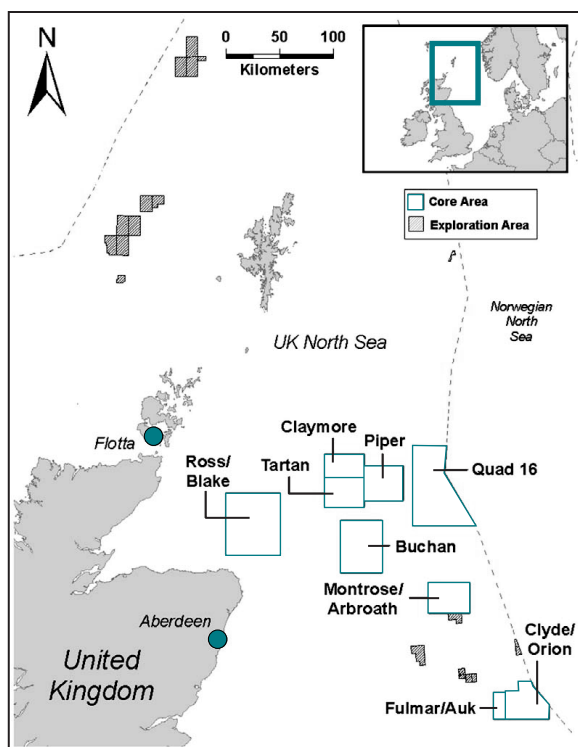 N
0 50 100
Kilometers
Core Area
Exploration Area
Norwegian
North
Sea
UK North Sea
Flotta
Claymore
Piper
Ross/
Blake
Tartan
Quad 16
Buchan
Montrose/
Arbroath
Aberdeen
United
Kingdom
Clyde/
Orion
Fulmar/Auk